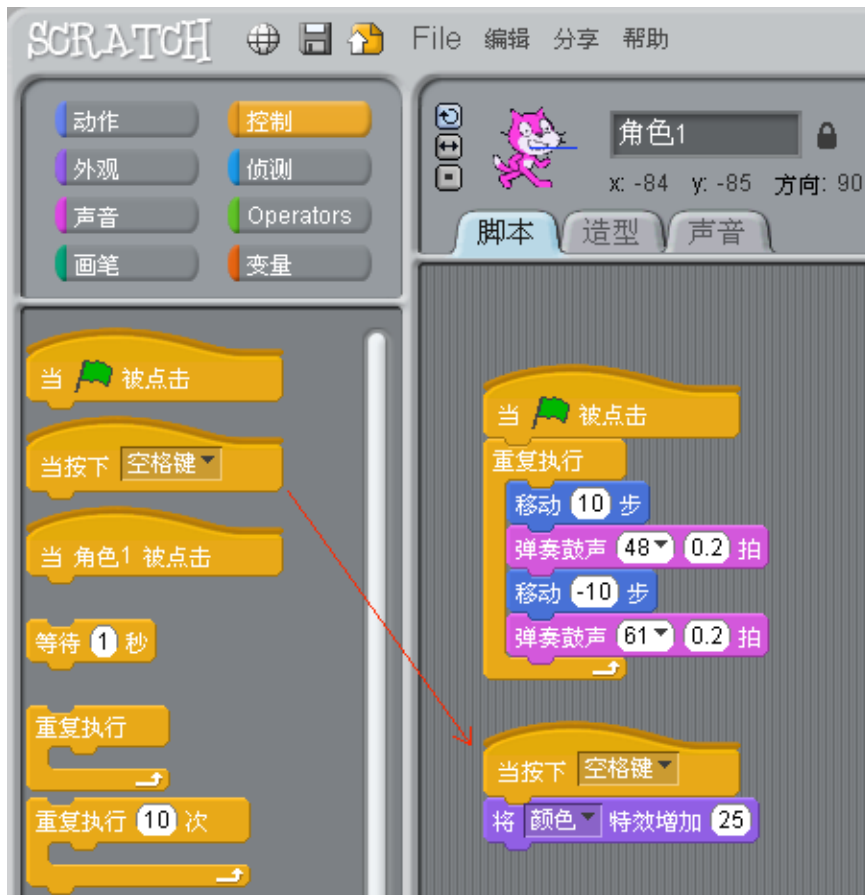 SCRATCH File 编辑 分享 帮助
动作 控制
外观 侦测
声音 Operators
画笔 变量
角色1
x: -84 y: -85 方向: 90
脚本 造型 声音
当 被点击
当按下 空格键
当 角色1 被点击
等待 1 秒
重复执行
重复执行 10 次
当 被点击
重复执行
移动 10 步
弹奏鼓声 48 0.2 拍
移动 -10 步
弹奏鼓声 61 0.2 拍
当按下 空格键
将 颜色 特效增加 25